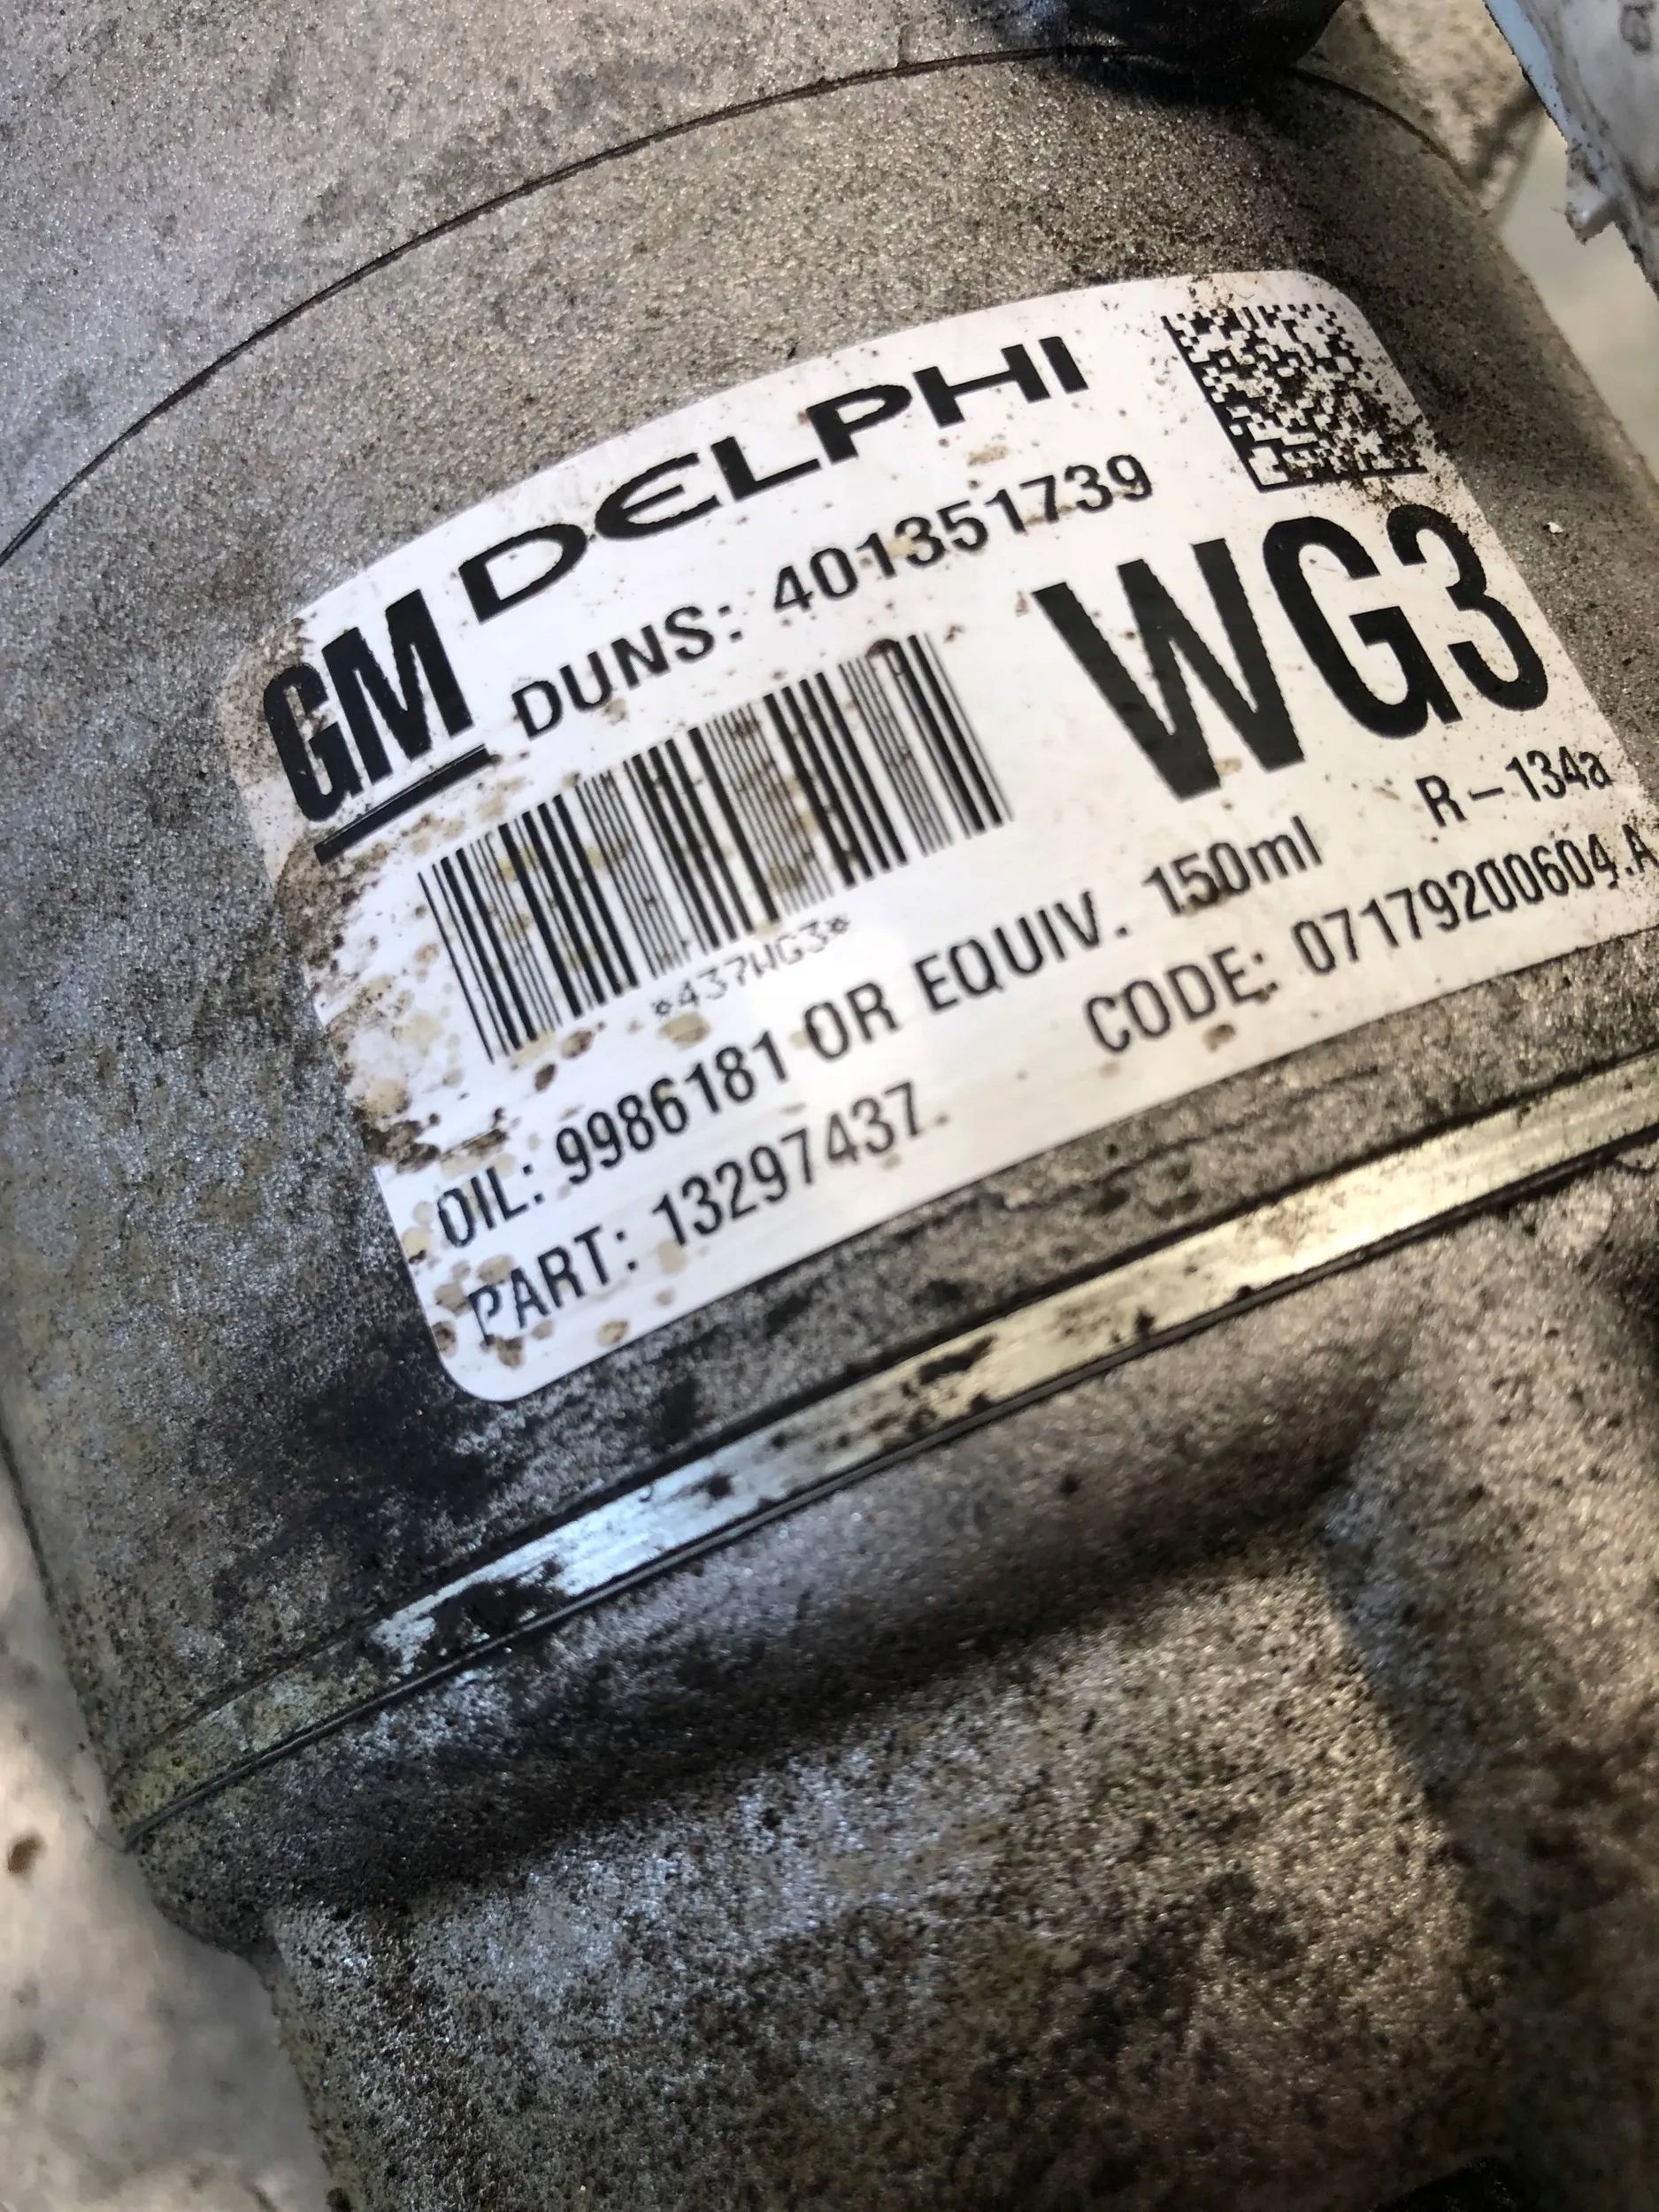 GM DELPHI
DUNS: 401351739
WG3
*437WG3*
R-134a
OIL: 9986181 OR EQUIV. 150ml
CODE: 07179200604.A
PART: 13297437